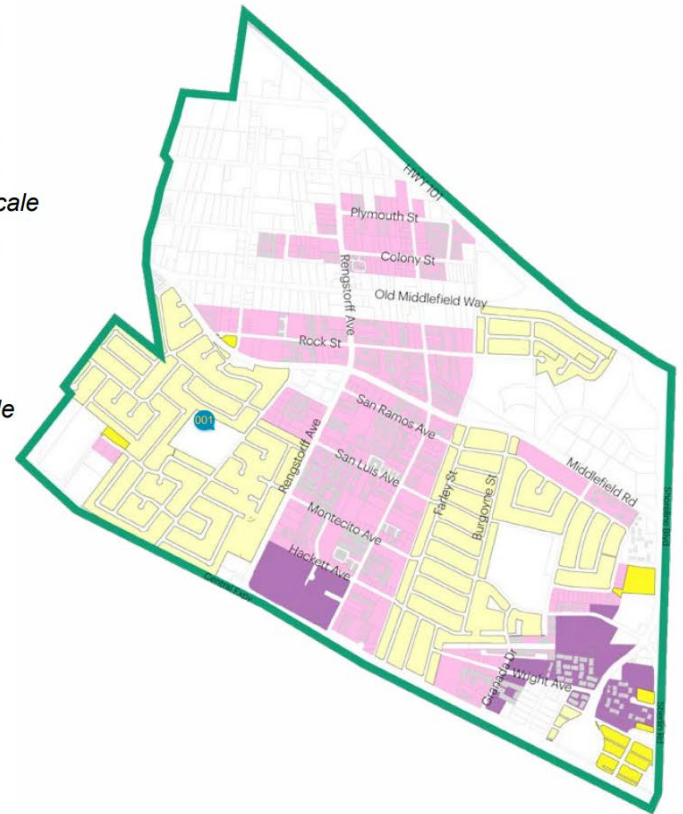 cale
HWY 101
Plymouth St
Colony St
Rengstorff Ave
Old Middlefield Way
Rock St
le
001
San Ramos Ave
Rengstorff Ave
San Luis Ave
Farley St
Burgoyne St
Middlefield Rd
Shoreline Blvd
Montecito Ave
Hackett Ave
Central Expy
Granada Dr
Wright Ave